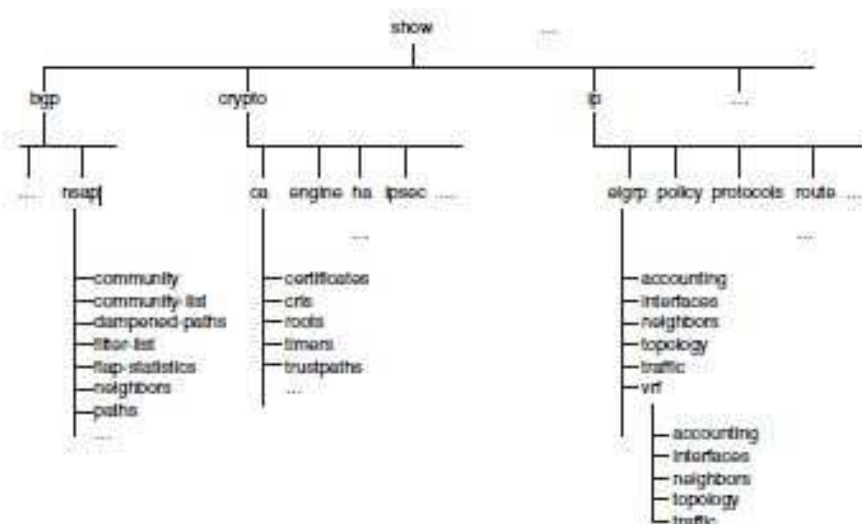 show ....
bgp crypto ip ....
.... nsap ca engine ha ipsec .... eigrp policy protocols route ....
.... ....
community certificates accounting
community-list crls interfaces
dampened-paths roots neighbors
filter-list timers topology
flap-statistics trustpaths traffic
neighbors ... vrf
paths
.... accounting
interfaces
neighbors
topology
traffic